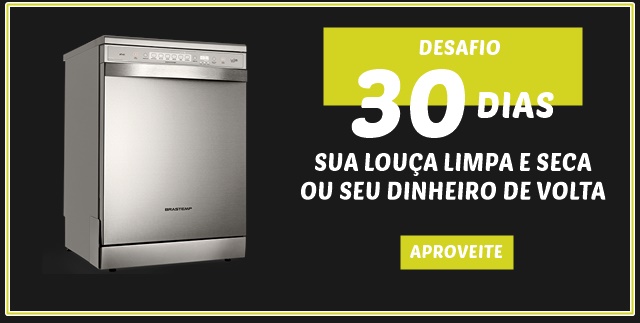 DESAFIO
30 DIAS
SUA LOUÇA LIMPA E SECA
OU SEU DINHEIRO DE VOLTA
APROVEITE
BRASTEMP